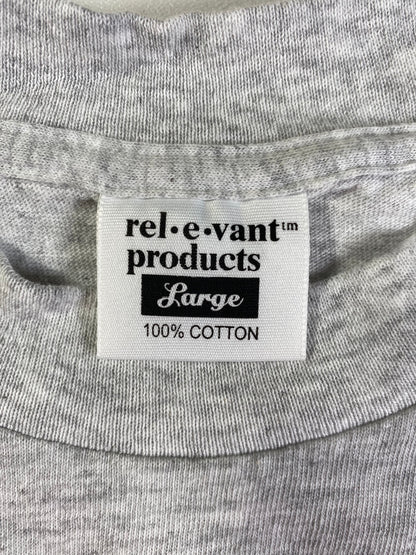 rel•e•vant™
products
Large
100% COTTON